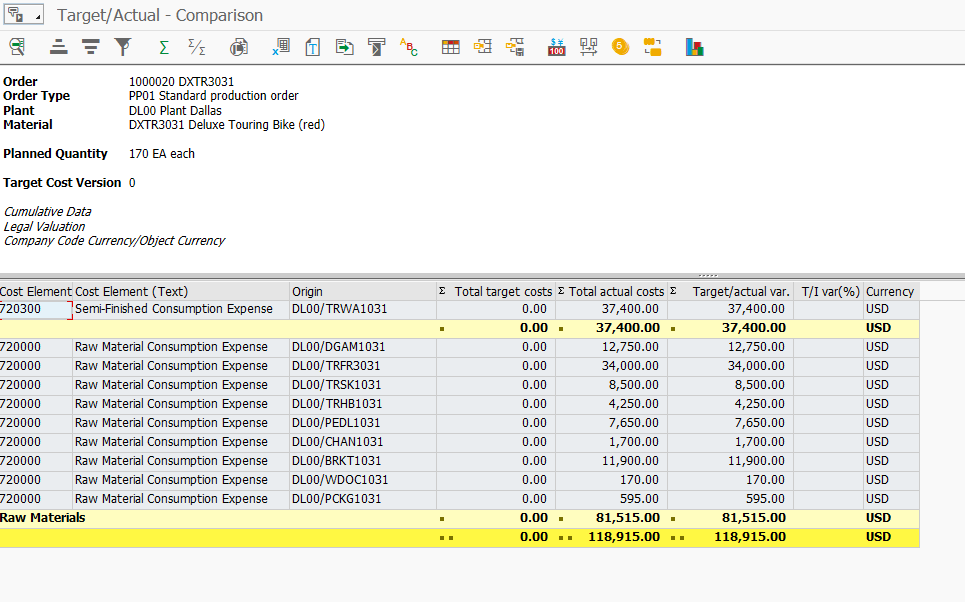 Target/Actual - Comparison
Order 1000020 DXTR3031
Order Type PP01 Standard production order
Plant DL00 Plant Dallas
Material DXTR3031 Deluxe Touring Bike (red)
Planned Quantity 170 EA each
Target Cost Version 0
Cumulative Data
Legal Valuation
Company Code Currency/Object Currency
Cost Element Cost Element (Text) Origin Σ Total target costs Σ Total actual costs Σ Target/actual var. T/I var(%) Currency
720300 Semi-Finished Consumption Expense DL00/TRWA1031 0.00 37,400.00 37,400.00 USD
▪ 0.00 ▪ 37,400.00 ▪ 37,400.00 USD
720000 Raw Material Consumption Expense DL00/DGAM1031 0.00 12,750.00 12,750.00 USD
720000 Raw Material Consumption Expense DL00/TRFR3031 0.00 34,000.00 34,000.00 USD
720000 Raw Material Consumption Expense DL00/TRSK1031 0.00 8,500.00 8,500.00 USD
720000 Raw Material Consumption Expense DL00/TRHB1031 0.00 4,250.00 4,250.00 USD
720000 Raw Material Consumption Expense DL00/PEDL1031 0.00 7,650.00 7,650.00 USD
720000 Raw Material Consumption Expense DL00/CHAN1031 0.00 1,700.00 1,700.00 USD
720000 Raw Material Consumption Expense DL00/BRKT1031 0.00 11,900.00 11,900.00 USD
720000 Raw Material Consumption Expense DL00/WDOC1031 0.00 170.00 170.00 USD
720000 Raw Material Consumption Expense DL00/PCKG1031 0.00 595.00 595.00 USD
Raw Materials ▪ 0.00 ▪ 81,515.00 ▪ 81,515.00 USD
▪▪ 0.00 ▪▪ 118,915.00 ▪▪ 118,915.00 USD